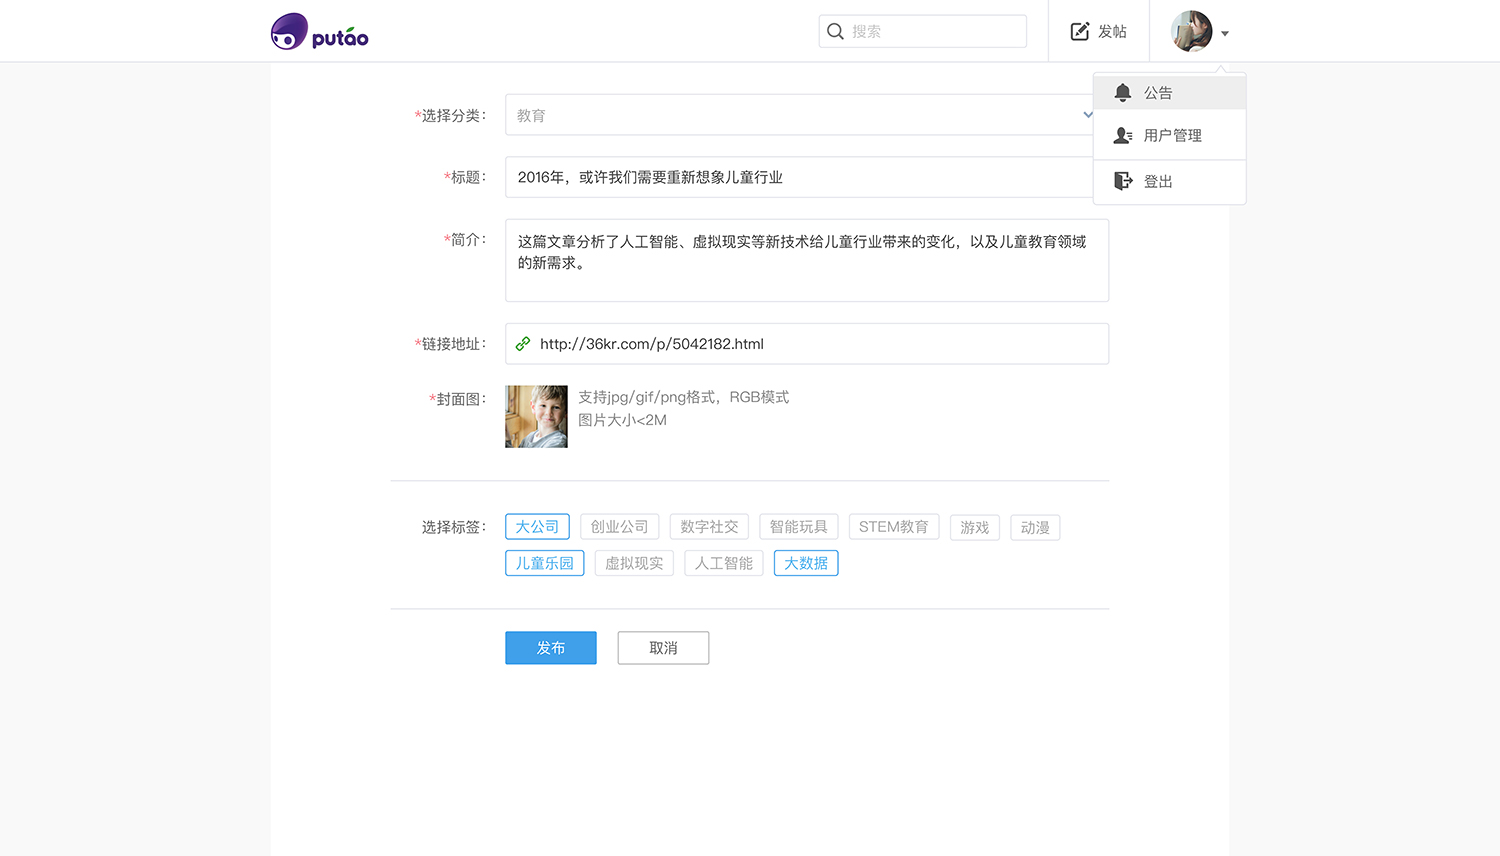 putao
搜索
发帖
公告
用户管理
登出
*选择分类：
教育
*标题：
2016年，或许我们需要重新想象儿童行业
*简介：
这篇文章分析了人工智能、虚拟现实等新技术给儿童行业带来的变化，以及儿童教育领域
的新需求。
*链接地址：
http://36kr.com/p/5042182.html
*封面图：
支持jpg/gif/png格式，RGB模式
图片大小<2M
选择标签：
大公司 创业公司 数字社交 智能玩具 STEM教育 游戏 动漫
儿童乐园 虚拟现实 人工智能 大数据
发布 取消